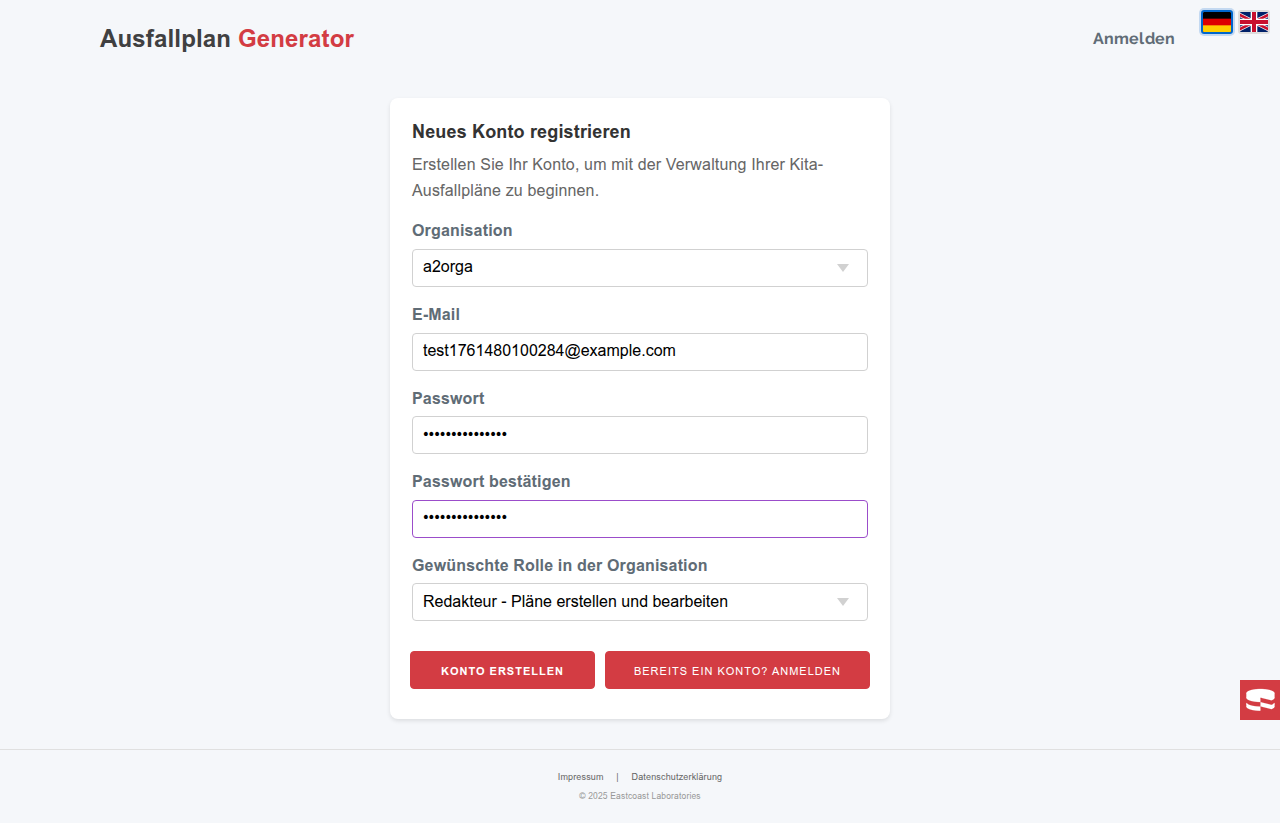 Ausfallplan Generator
Anmelden
Neues Konto registrieren
Erstellen Sie Ihr Konto, um mit der Verwaltung Ihrer Kita-
Ausfallpläne zu beginnen.
Organisation
a2orga
E-Mail
test1761480100284@example.com
Passwort
•••••••••••••••
Passwort bestätigen
•••••••••••••••
Gewünschte Rolle in der Organisation
Redakteur - Pläne erstellen und bearbeiten
KONTO ERSTELLEN
BEREITS EIN KONTO? ANMELDEN
Impressum | Datenschutzerklärung
© 2025 Eastcoast Laboratories